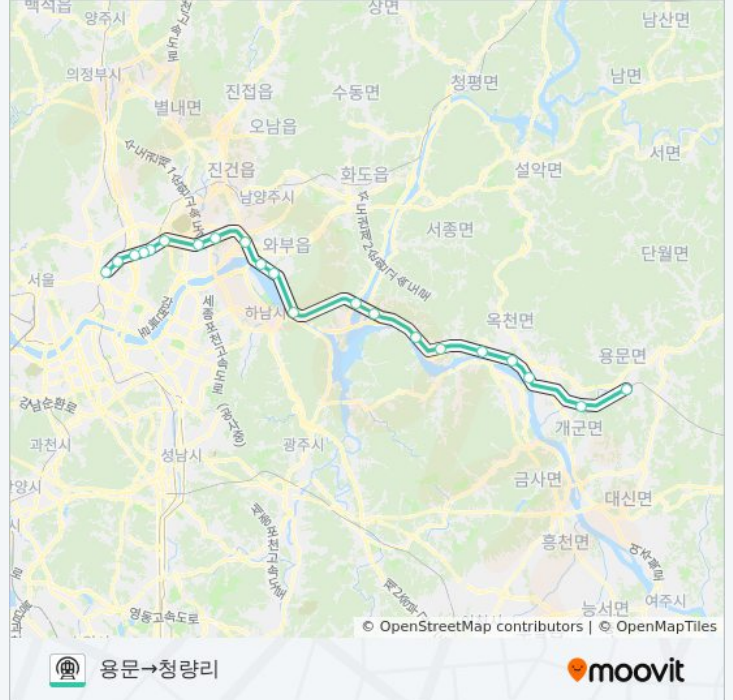 백석읍
양주시
상면
남산면
의정부시
진접읍
수동면
청평면
남면
별내면
오남읍
서면
진건읍
화도읍
설악면
남양주시
서종면
와부읍
단월면
서울
하남시
옥천면
용문면
강남순환로
개군면
과천시
성남시
광주시
금사면
대신면
흥천면
여주시
능서면
영동고속도로
© OpenStreetMap contributors | © OpenMapTiles
용문→청량리
moovit